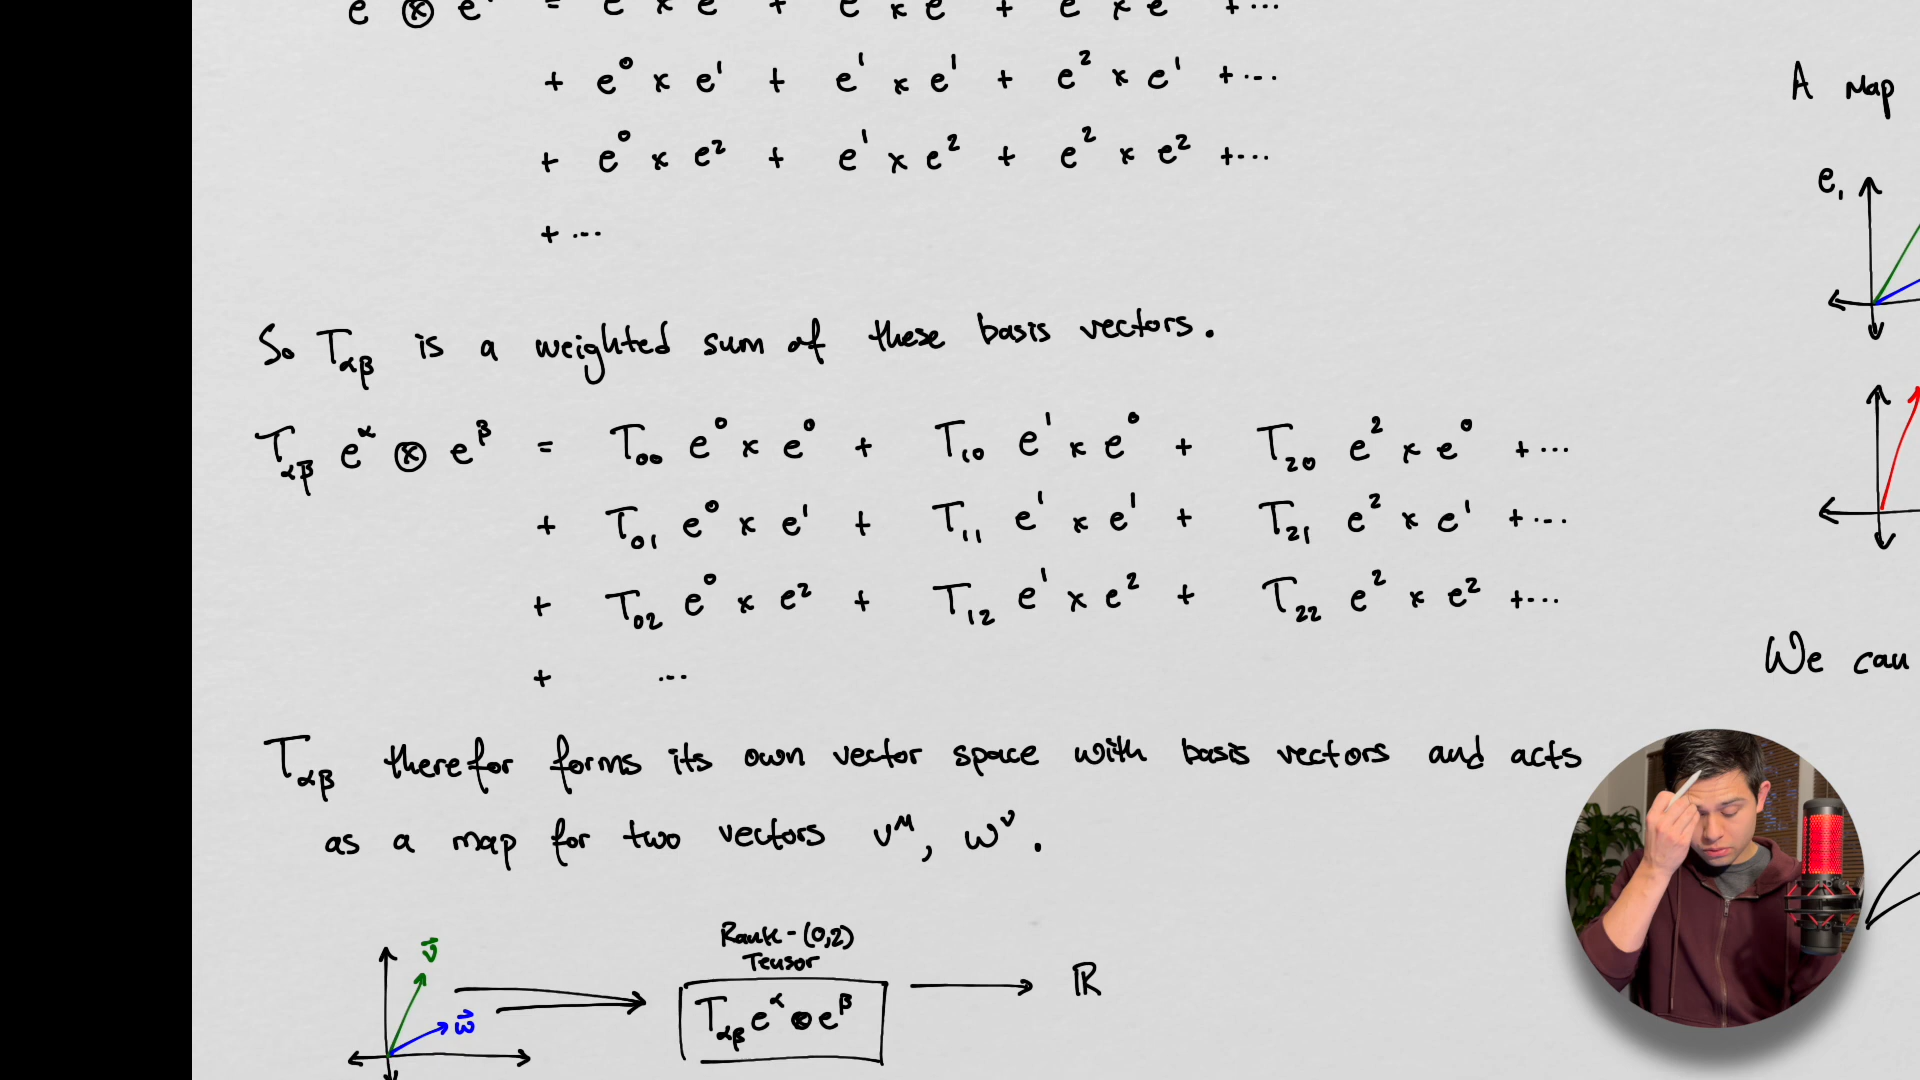 e ⊗ e = e × e + e × e + e × e + ...
+ e⁰ × e¹ + e¹ × e¹ + e² × e¹ + ...
+ e⁰ × e² + e¹ × e² + e² × e² + ...
+ ...
So T_αβ is a weighted sum of these basis vectors.
T_αβ e^α ⊗ e^β = T₀₀ e⁰ × e⁰ + T₁₀ e¹ × e⁰ + T₂₀ e² × e⁰ + ...
+ T₀₁ e⁰ × e¹ + T₁₁ e¹ × e¹ + T₂₁ e² × e¹ + ...
+ T₀₂ e⁰ × e² + T₁₂ e¹ × e² + T₂₂ e² × e² + ...
+ ...
T_αβ therefor forms its own vector space with basis vectors and acts
as a map for two vectors v^μ, w^ν.
v⃗
w⃗
Rank-(0,2)
Tensor
T_αβ e^α ⊗ e^β
ℝ
A Map
e₁
We can